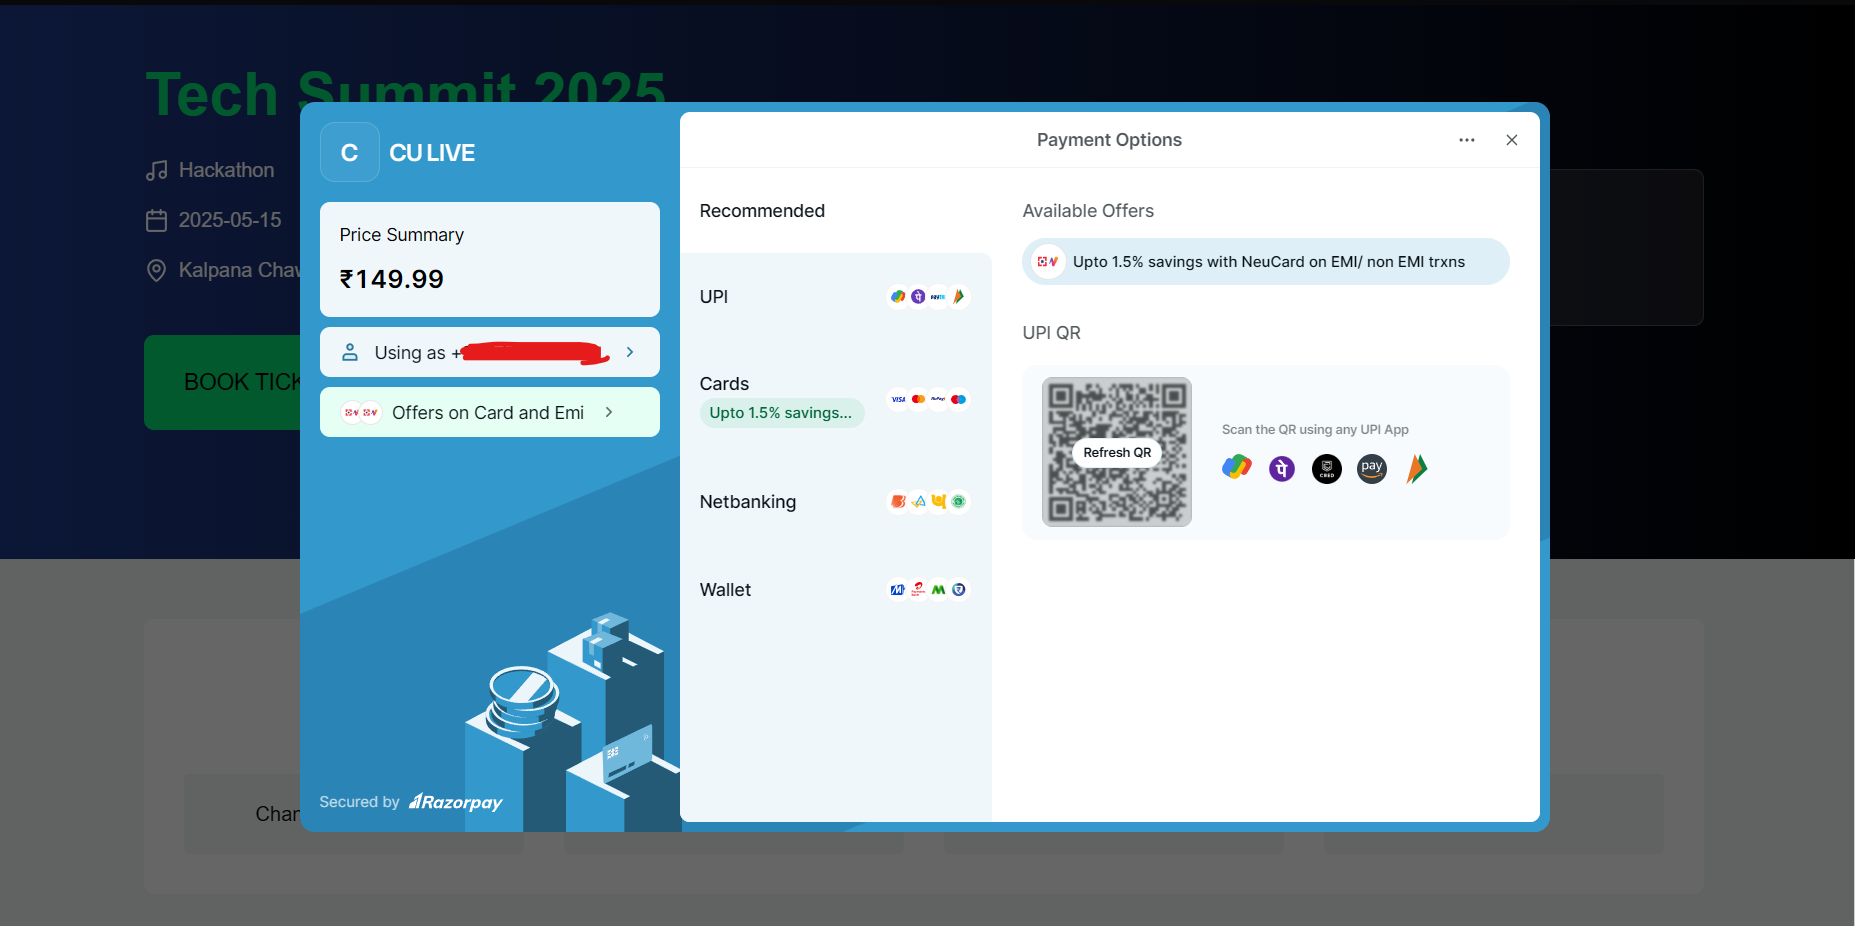 Tech Summit 2025
Hackathon
2025-05-15
Kalpana Chaw
BOOK TICK
Char
C
CU LIVE
Price Summary
₹149.99
Using as +
Offers on Card and Emi
Secured by Razorpay
Payment Options
Recommended
UPI
Cards
Upto 1.5% savings...
VISA
Netbanking
Wallet
Available Offers
Upto 1.5% savings with NeuCard on EMI/ non EMI trxns
UPI QR
Refresh QR
Scan the QR using any UPI App
CRED
pay